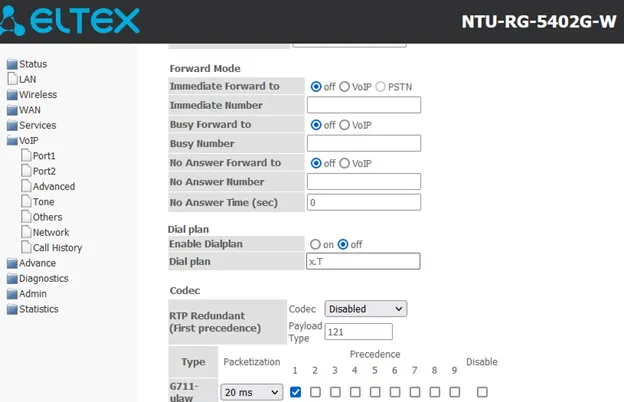 ELTEX
NTU-RG-5402G-W
Status
LAN
Wireless
WAN
Services
VoIP
Port1
Port2
Advanced
Tone
Others
Network
Call History
Advance
Diagnostics
Admin
Statistics
Forward Mode
Immediate Forward to off VoIP PSTN
Immediate Number
Busy Forward to off VoIP
Busy Number
No Answer Forward to off VoIP
No Answer Number
No Answer Time (sec) 0
Dial plan
Enable Dialplan on off
Dial plan x.T
Codec
RTP Redundant
(First precedence)
Codec Disabled
Payload
Type
121
Type Packetization Precedence Disable
1 2 3 4 5 6 7 8 9
G711-
ulaw
20 ms